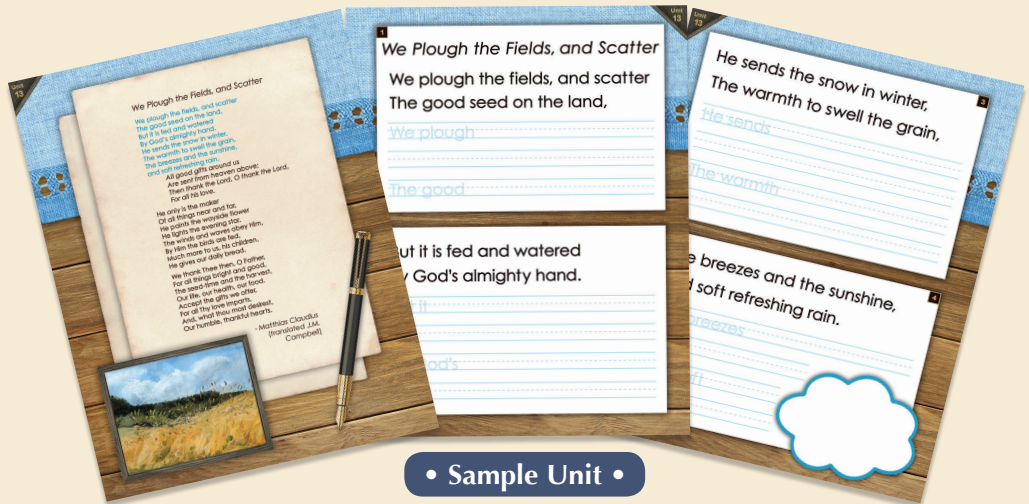 Unit
13
We Plough the Fields, and Scatter
We plough the fields, and scatter
The good seed on the land,
But it is fed and watered
By God's almighty hand,
He sends the snow in winter,
The warmth to swell the grain,
The breezes and the sunshine,
and soft refreshing rain.
All good gifts around us
Are sent from heaven above;
Then thank the Lord, O thank the Lord,
For all his love.
He only is the maker
Of all things near and far,
He paints the wayside flower
He lights the evening star.
The winds and waves obey Him,
By Him the birds are fed,
Much more to us, his children,
He gives our daily bread.
We thank Thee then, O Father,
For all things bright and good,
The seed-time and the harvest,
Our life, our health, our food,
Accept the gifts we offer,
For all Thy love imparts,
And, what thou most desirest,
Our humble, thankful hearts.
- Matthias Claudius
(translated J.M.
Campbell)
Unit
13
1
We Plough the Fields, and Scatter
We plough the fields, and scatter
The good seed on the land,
We plough
The good
ut it is fed and watered
y God's almighty hand.
t it
od's
Unit
13
3
He sends the snow in winter,
The warmth to swell the grain,
He sends
The warmth
4
e breezes and the sunshine,
d soft refreshing rain.
breezes
ft
• Sample Unit •